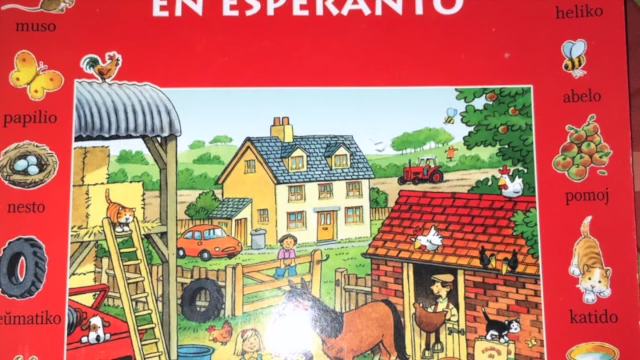 EN ESPERANTO
muso
papilio
nesto
heliko
abelo
pomoj
katido